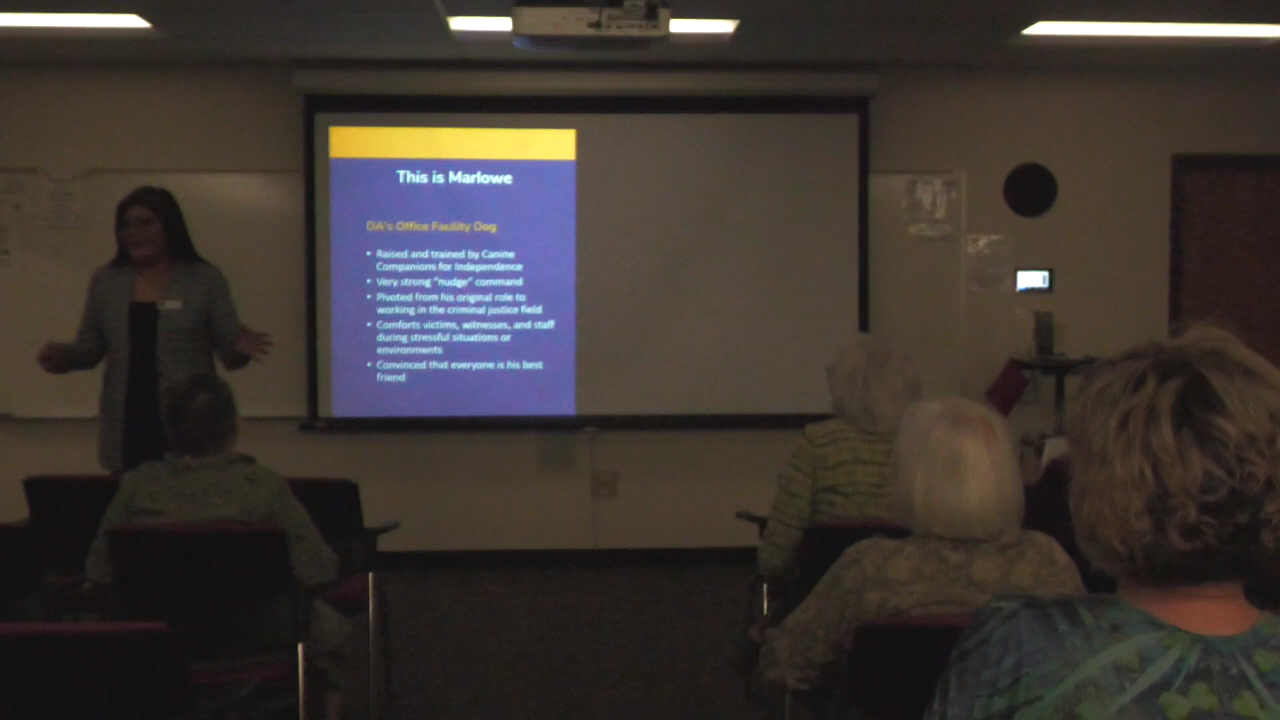 This is Marlowe
DA's Office Facility Dog
• Raised and trained by Canine
Companions for Independence
• Very strong "nudge" command
• Pivoted from his original role to
working in the criminal justice field
• Comforts victims, witnesses, and staff
during stressful situations or
environments
• Convinced that everyone is his best
friend